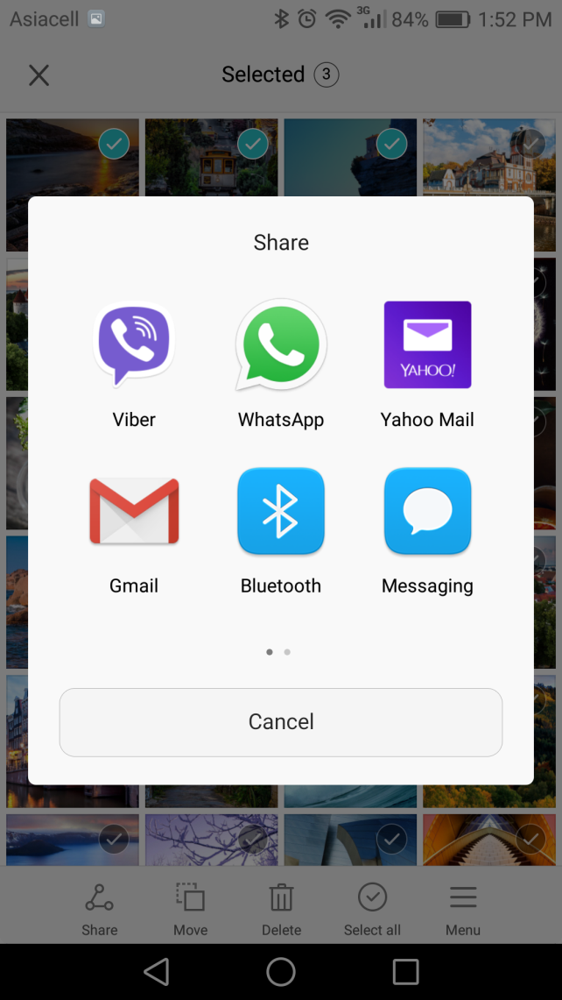 Asiacell 3G 84% 1:52 PM
Selected 3
Share
YAHOO!
Viber WhatsApp Yahoo Mail
Gmail Bluetooth Messaging
Cancel
Share Move Delete Select all Menu